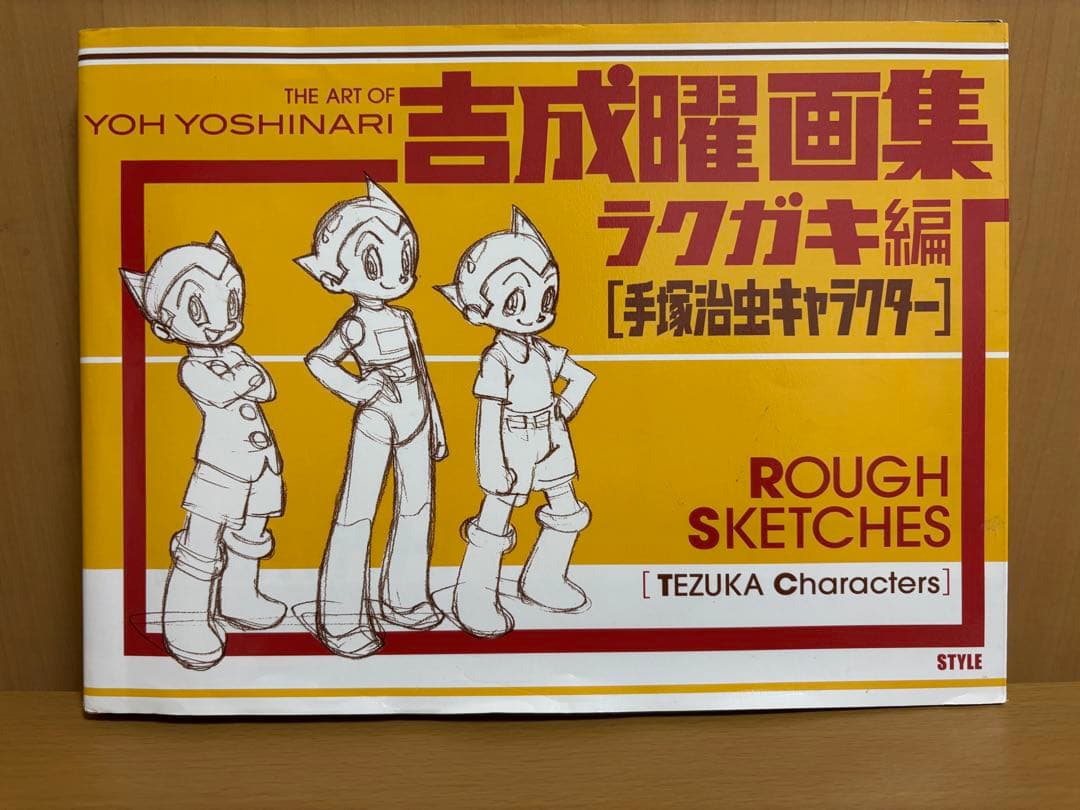 THE ART OF
YOH YOSHINARI
吉成曜画集
ラクガキ編
[手塚治虫キャラクター]
ROUGH
SKETCHES
[TEZUKA Characters]
STYLE